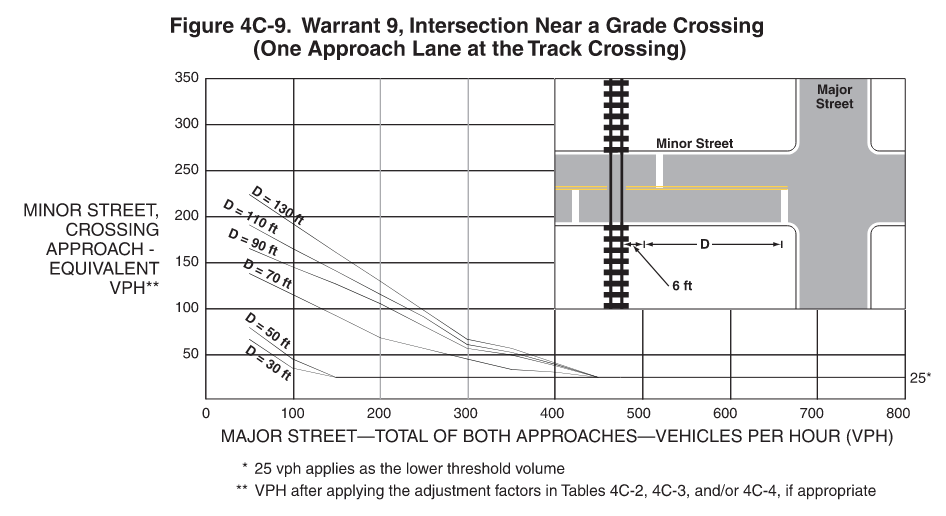 Figure 4C-9. Warrant 9, Intersection Near a Grade Crossing
(One Approach Lane at the Track Crossing)
350
300
250
200
150
100
50
MINOR STREET,
CROSSING
APPROACH -
EQUIVALENT
VPH**
D = 130 ft
D = 110 ft
D = 90 ft
D = 70 ft
D = 50 ft
D = 30 ft
Major
Street
Minor Street
D
6 ft
25*
0 100 200 300 400 500 600 700 800
MAJOR STREET—TOTAL OF BOTH APPROACHES—VEHICLES PER HOUR (VPH)
* 25 vph applies as the lower threshold volume
** VPH after applying the adjustment factors in Tables 4C-2, 4C-3, and/or 4C-4, if appropriate